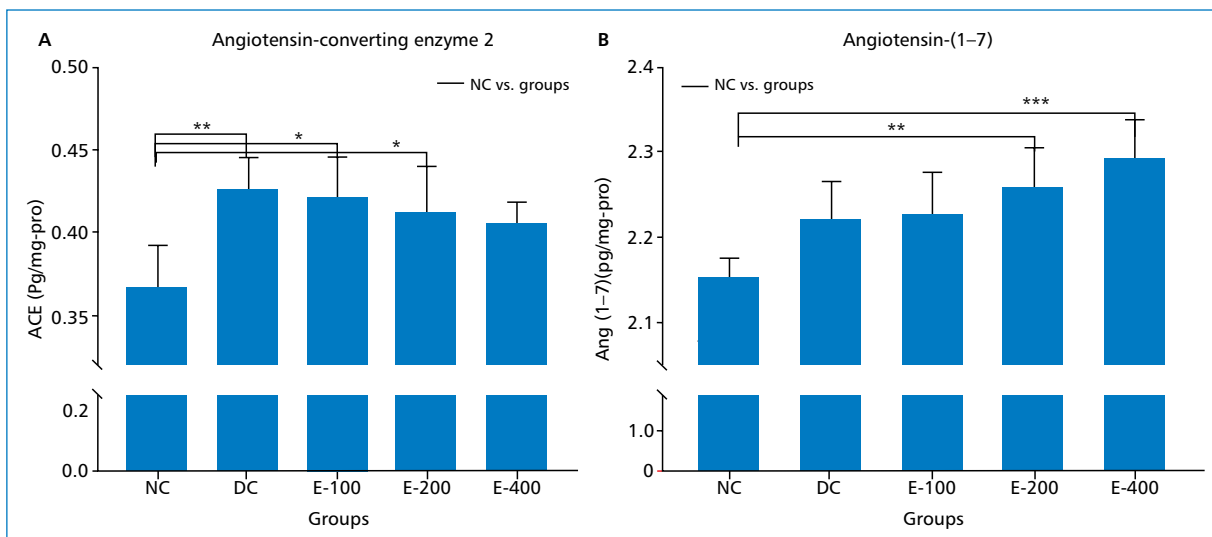 A
Angiotensin-converting enzyme 2
NC vs. groups
**
*
*
ACE (Pg/mg-pro)
0.50
0.45
0.40
0.35
0.2
0.0
NC DC E-100 E-200 E-400
Groups
B
Angiotensin-(1–7)
NC vs. groups
***
**
Ang (1–7)(pg/mg-pro)
2.4
2.3
2.2
2.1
1.0
0
NC DC E-100 E-200 E-400
Groups